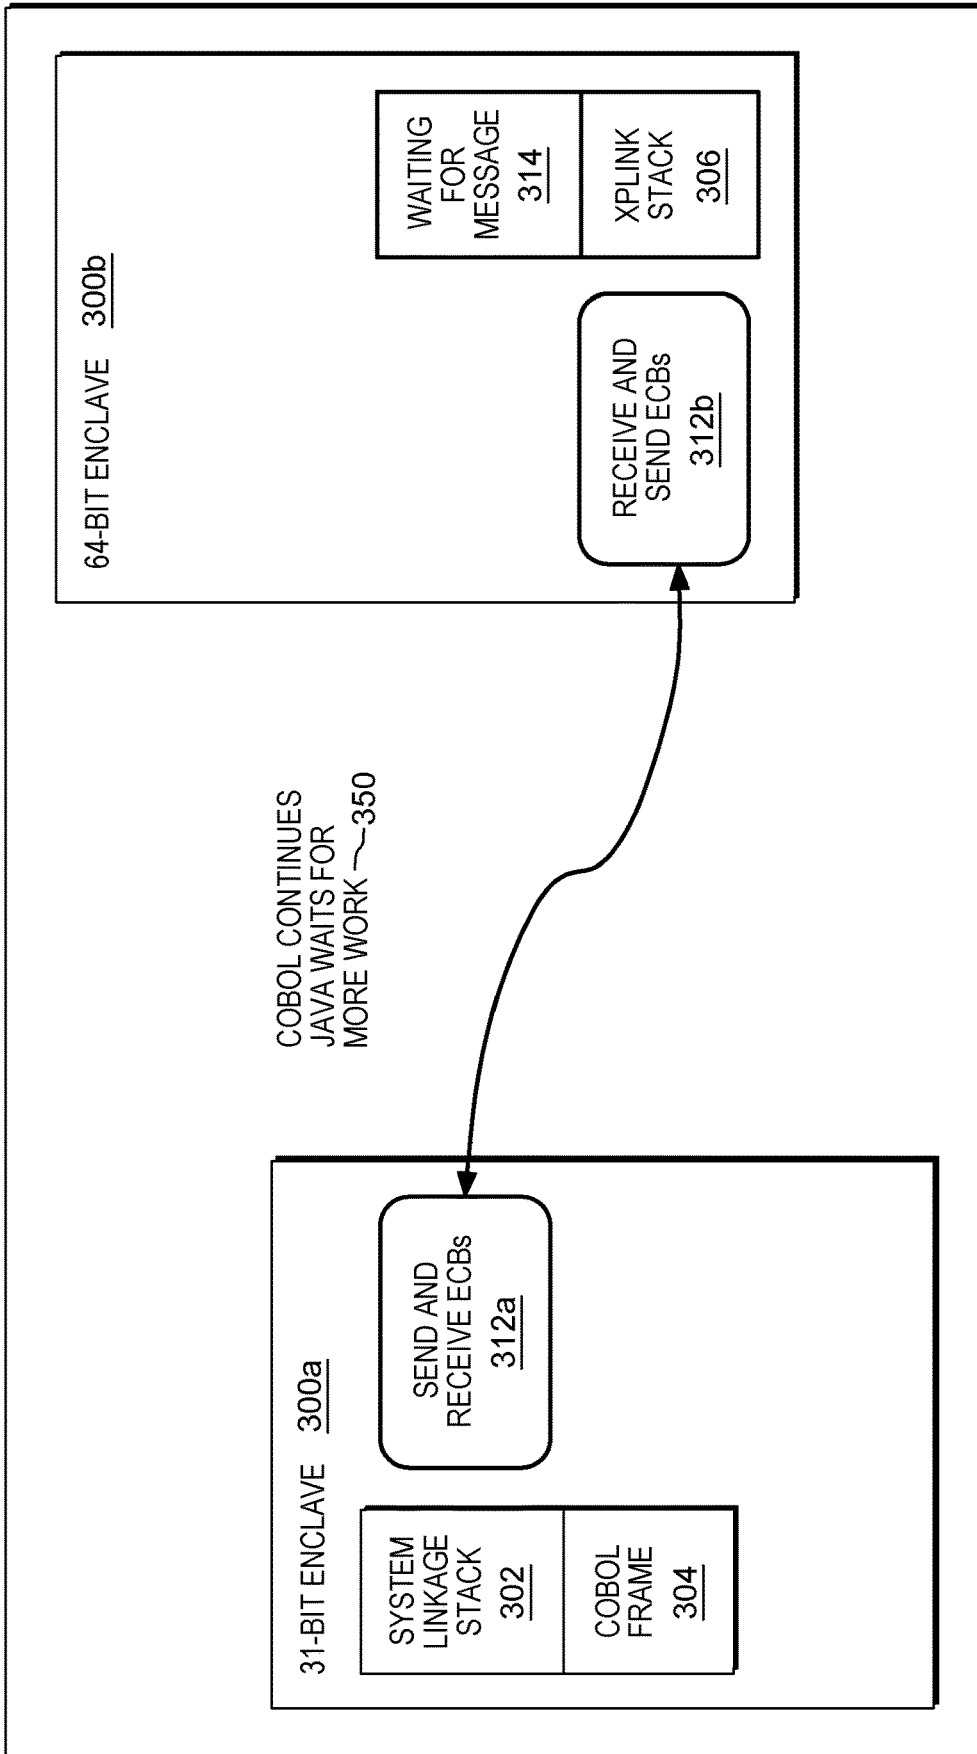 31-BIT ENCLAVE 300a
SYSTEM
LINKAGE
STACK
302
COBOL
FRAME
304
SEND AND
RECEIVE ECBs
312a
COBOL CONTINUES
JAVA WAITS FOR
MORE WORK 350
64-BIT ENCLAVE 300b
RECEIVE AND
SEND ECBs
312b
WAITING
FOR
MESSAGE
314
XPLINK
STACK
306